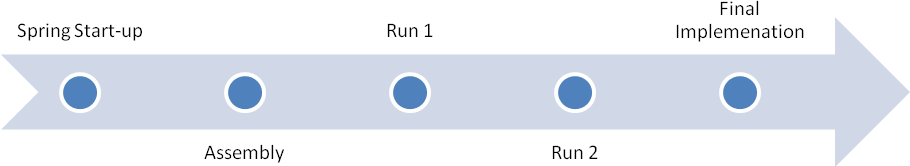 Spring Start-up
Assembly
Run 1
Run 2
Final
Implemenation